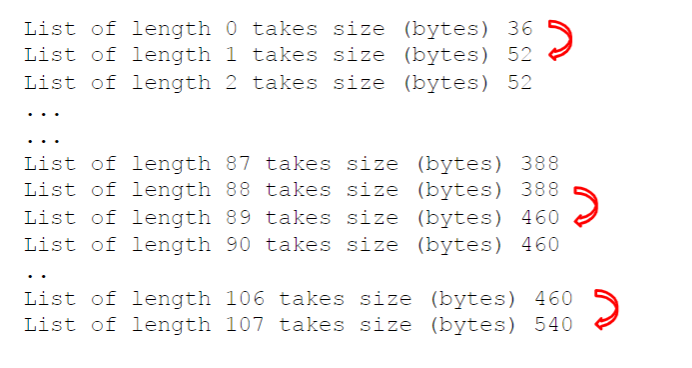 List of length 0 takes size (bytes) 36
List of length 1 takes size (bytes) 52
List of length 2 takes size (bytes) 52
...
...
List of length 87 takes size (bytes) 388
List of length 88 takes size (bytes) 388
List of length 89 takes size (bytes) 460
List of length 90 takes size (bytes) 460
..
List of length 106 takes size (bytes) 460
List of length 107 takes size (bytes) 540